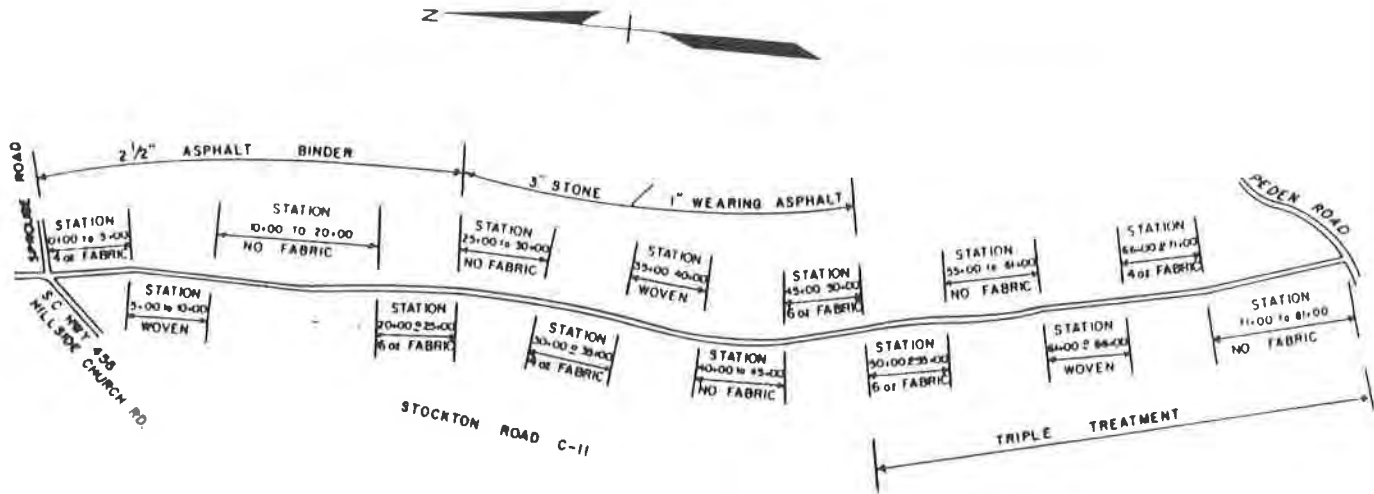 N
2 1/2" ASPHALT BINDER
3" STONE
1" WEARING ASPHALT
SPROUSE ROAD
PEDEN ROAD
STATION
0+00 to 5+00
4 oz FABRIC
STATION
10+00 TO 20+00
NO FABRIC
STATION
25+00 to 30+00
NO FABRIC
STATION
35+00 40+00
WOVEN
STATION
45+00 50+00
6 oz FABRIC
STATION
55+00 to 61+00
NO FABRIC
STATION
66+00 to 71+00
4 oz FABRIC
STATION
5+00 to 10+00
WOVEN
STATION
20+00 to 25+00
6 oz FABRIC
STATION
30+00 to 35+00
4 oz FABRIC
STATION
40+00 to 45+00
NO FABRIC
STATION
50+00 to 55+00
6 oz FABRIC
STATION
61+00 to 66+00
WOVEN
STATION
71+00 to 81+00
NO FABRIC
S.C. HWY 458
HILLSIDE CHURCH RD.
STOCKTON ROAD C-11
TRIPLE TREATMENT